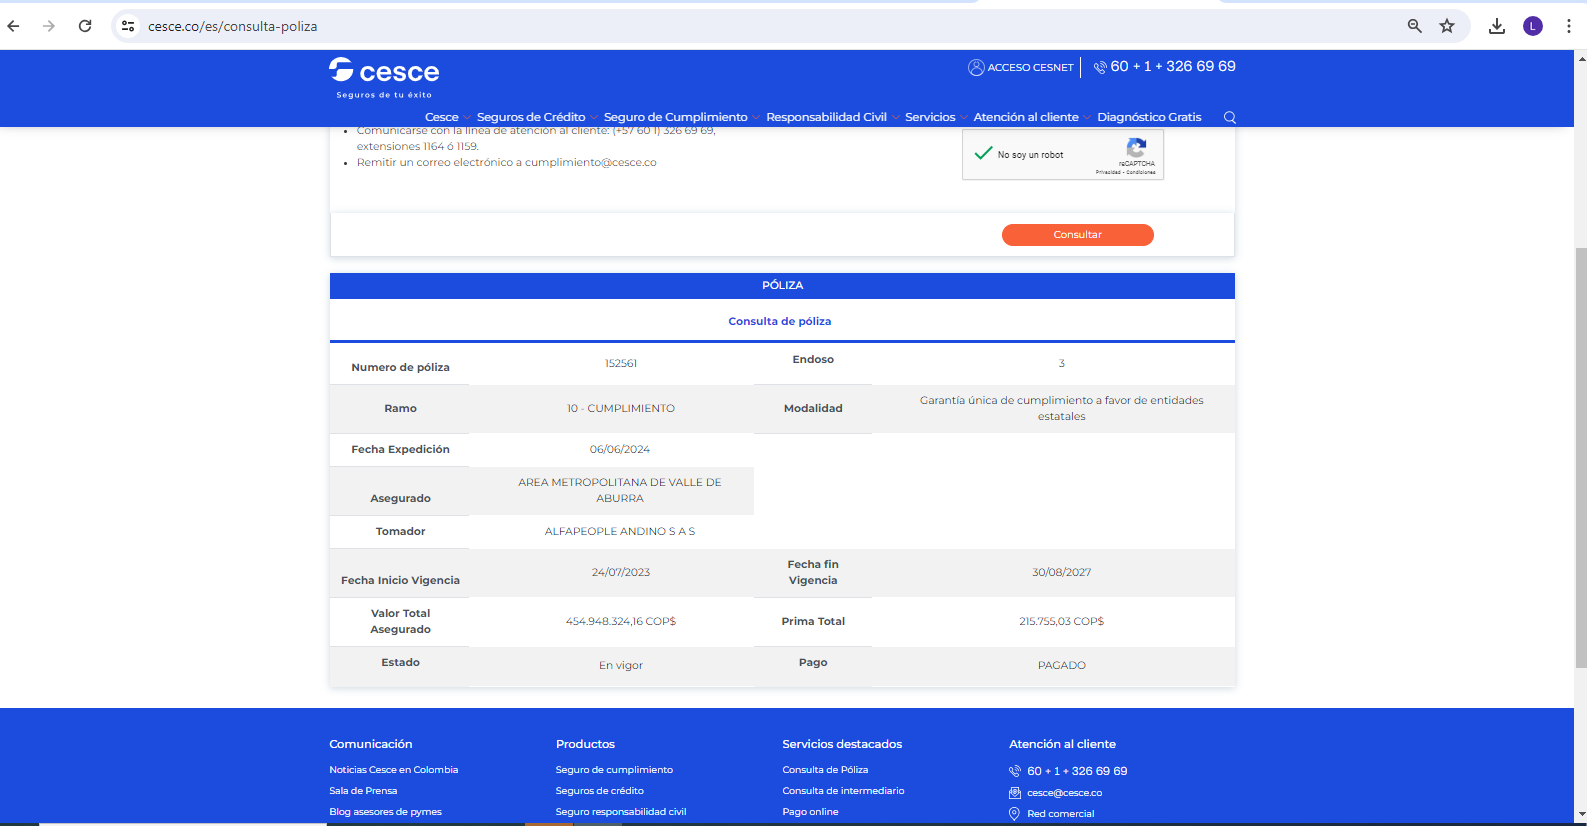 cesce.co/es/consulta-poliza
L
cesce
Seguros de tu éxito
ACCESO CESNET
60 + 1 + 326 69 69
Cesce
Seguros de Crédito
Seguro de Cumplimiento
Responsabilidad Civil
Servicios
Atención al cliente
Diagnóstico Gratis
Comunicarse con la línea de atención al cliente: (+57 60 1) 326 69 69,
extensiones 1164 ó 1159.
Remitir un correo electrónico a cumplimiento@cesce.co
No soy un robot
reCAPTCHA
Privacidad - Condiciones
Consultar
PÓLIZA
Consulta de póliza
Numero de póliza 152561 Endoso 3
Ramo 10 - CUMPLIMIENTO Modalidad Garantía única de cumplimiento a favor de entidades
estatales
Fecha Expedición 06/06/2024
Asegurado AREA METROPOLITANA DE VALLE DE
ABURRA
Tomador ALFAPEOPLE ANDINO S A S
Fecha Inicio Vigencia 24/07/2023 Fecha fin
Vigencia 30/08/2027
Valor Total
Asegurado 454.948.324,16 COP$ Prima Total 215.755,03 COP$
Estado En vigor Pago PAGADO
Comunicación
Noticias Cesce en Colombia
Sala de Prensa
Blog asesores de pymes
Productos
Seguro de cumplimiento
Seguros de crédito
Seguro responsabilidad civil
Servicios destacados
Consulta de Póliza
Consulta de intermediario
Pago online
Atención al cliente
60 + 1 + 326 69 69
cesce@cesce.co
Red comercial